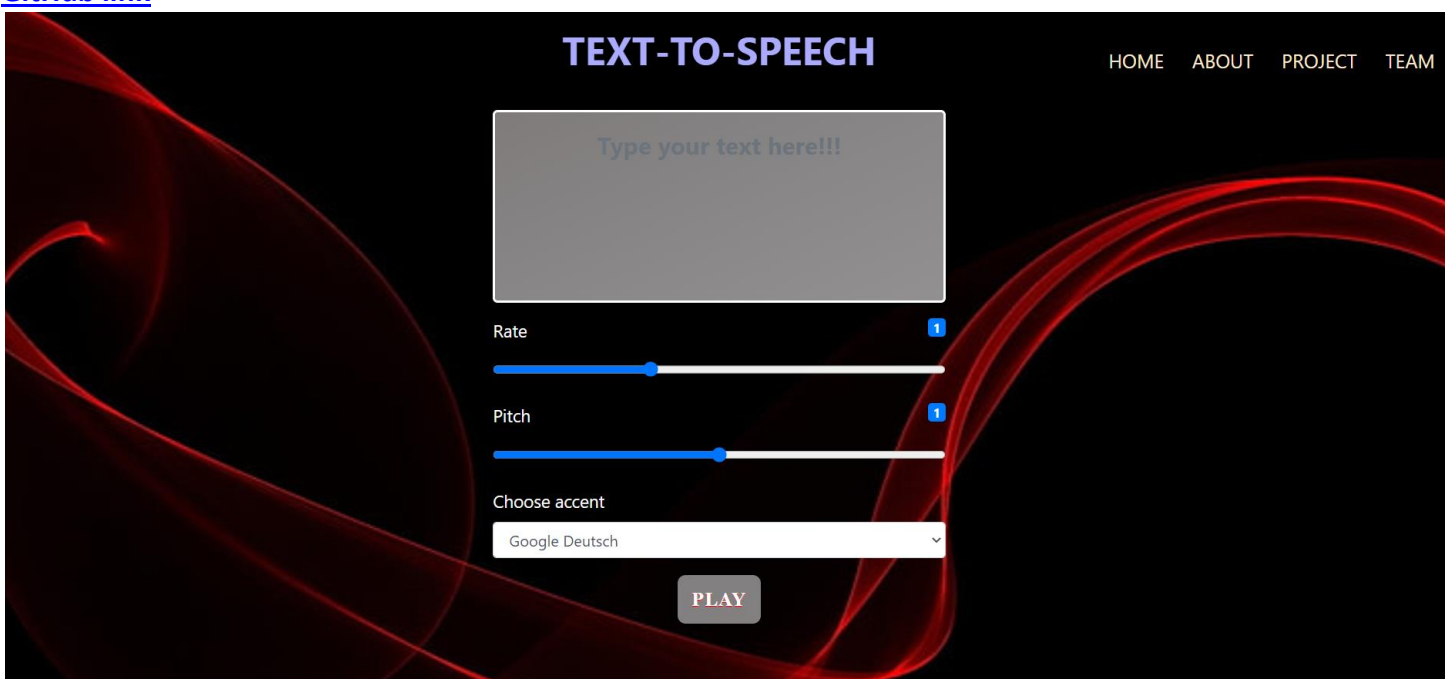 TEXT-TO-SPEECH
HOME ABOUT PROJECT TEAM
Type your text here!!!
Rate 1
Pitch 1
Choose accent
Google Deutsch
PLAY